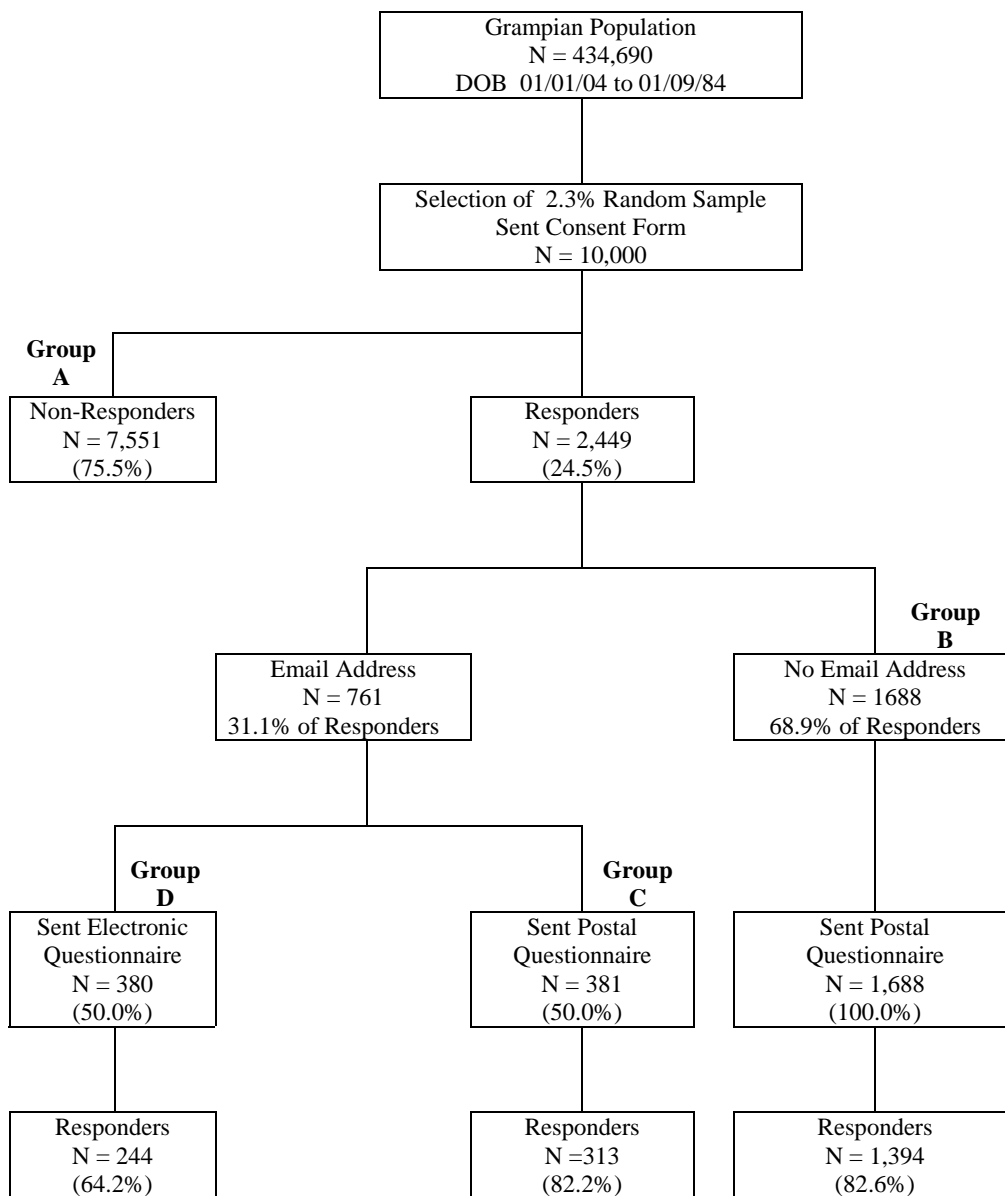 Grampian Population
N = 434,690
DOB 01/01/04 to 01/09/84
Selection of 2.3% Random Sample
Sent Consent Form
N = 10,000
Group
A
Non-Responders
N = 7,551
(75.5%)
Responders
N = 2,449
(24.5%)
Group
B
Email Address
N = 761
31.1% of Responders
No Email Address
N = 1688
68.9% of Responders
Group
D
Sent Electronic
Questionnaire
N = 380
(50.0%)
Group
C
Sent Postal
Questionnaire
N = 381
(50.0%)
Sent Postal
Questionnaire
N = 1,688
(100.0%)
Responders
N = 244
(64.2%)
Responders
N =313
(82.2%)
Responders
N = 1,394
(82.6%)